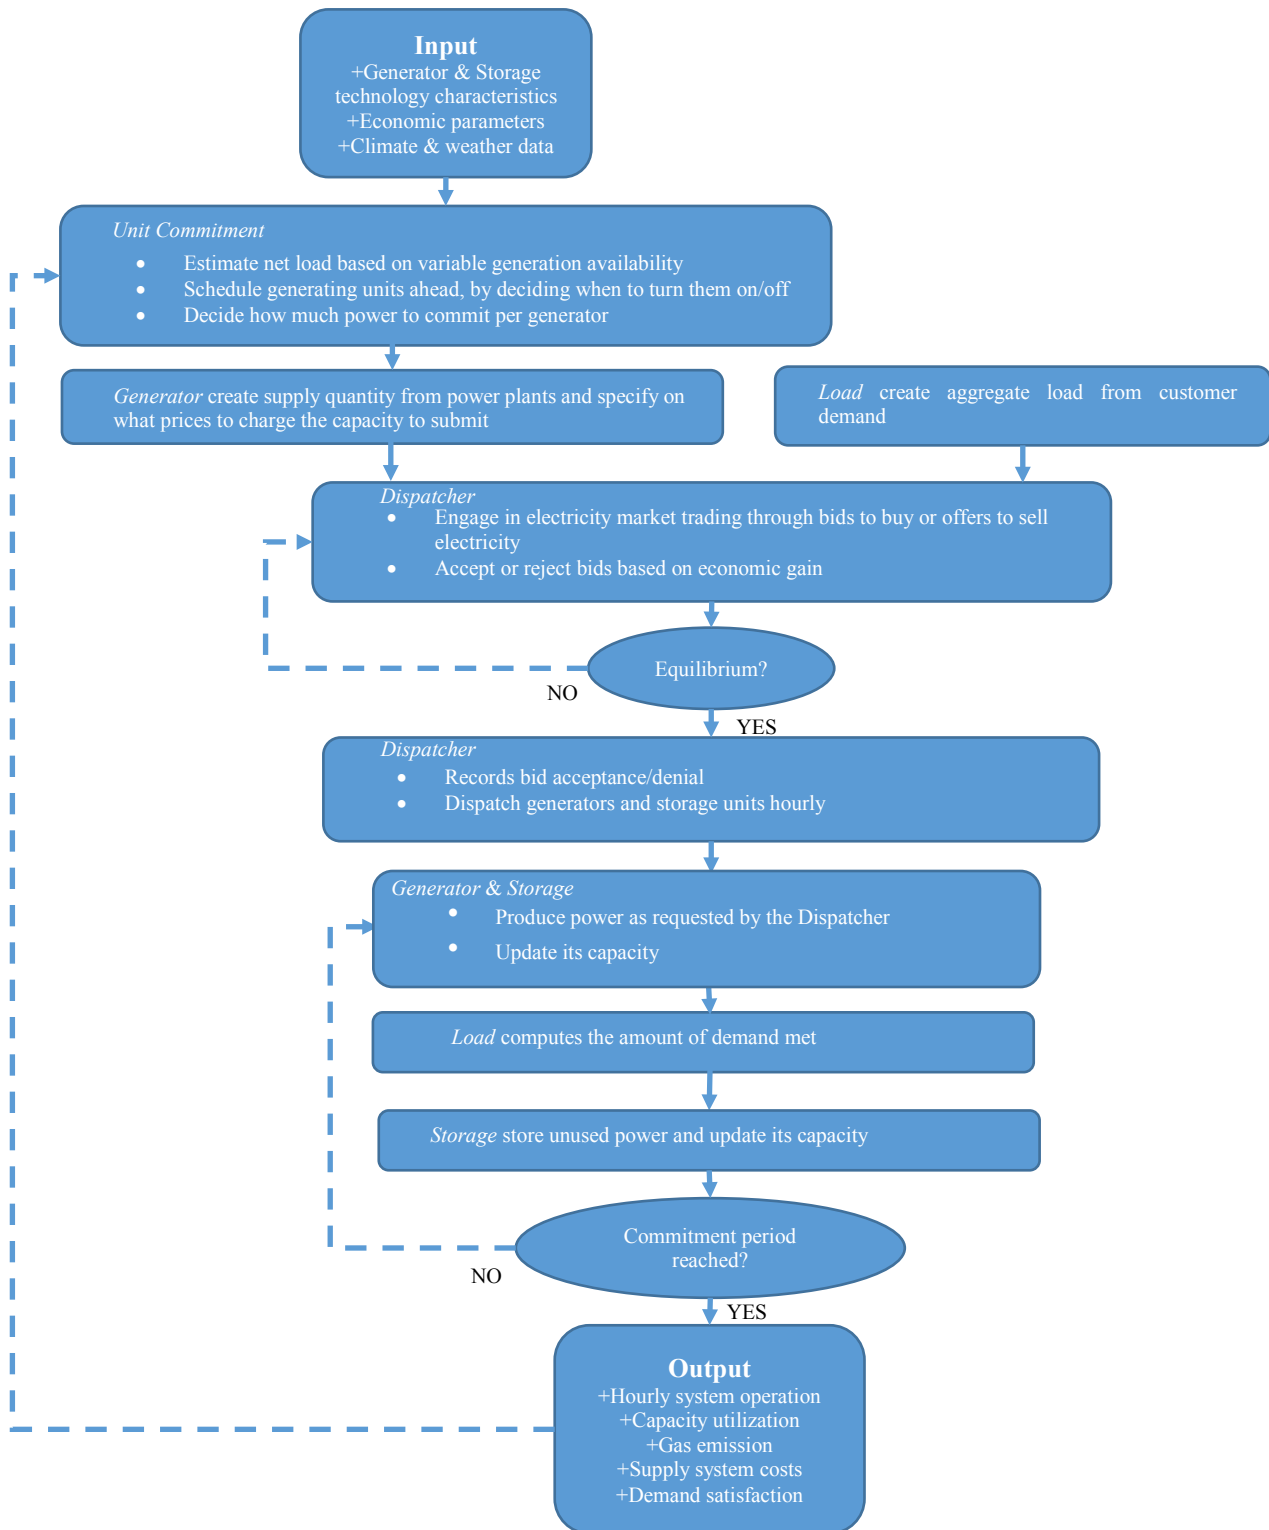 Input
+Generator & Storage
technology characteristics
+Economic parameters
+Climate & weather data
Unit Commitment
• Estimate net load based on variable generation availability
• Schedule generating units ahead, by deciding when to turn them on/off
• Decide how much power to commit per generator
Generator create supply quantity from power plants and specify on
what prices to charge the capacity to submit
Load create aggregate load from customer
demand
Dispatcher
• Engage in electricity market trading through bids to buy or offers to sell
electricity
• Accept or reject bids based on economic gain
Equilibrium?
NO
YES
Dispatcher
• Records bid acceptance/denial
• Dispatch generators and storage units hourly
Generator & Storage
• Produce power as requested by the Dispatcher
• Update its capacity
Load computes the amount of demand met
Storage store unused power and update its capacity
Commitment period
reached?
NO
YES
Output
+Hourly system operation
+Capacity utilization
+Gas emission
+Supply system costs
+Demand satisfaction